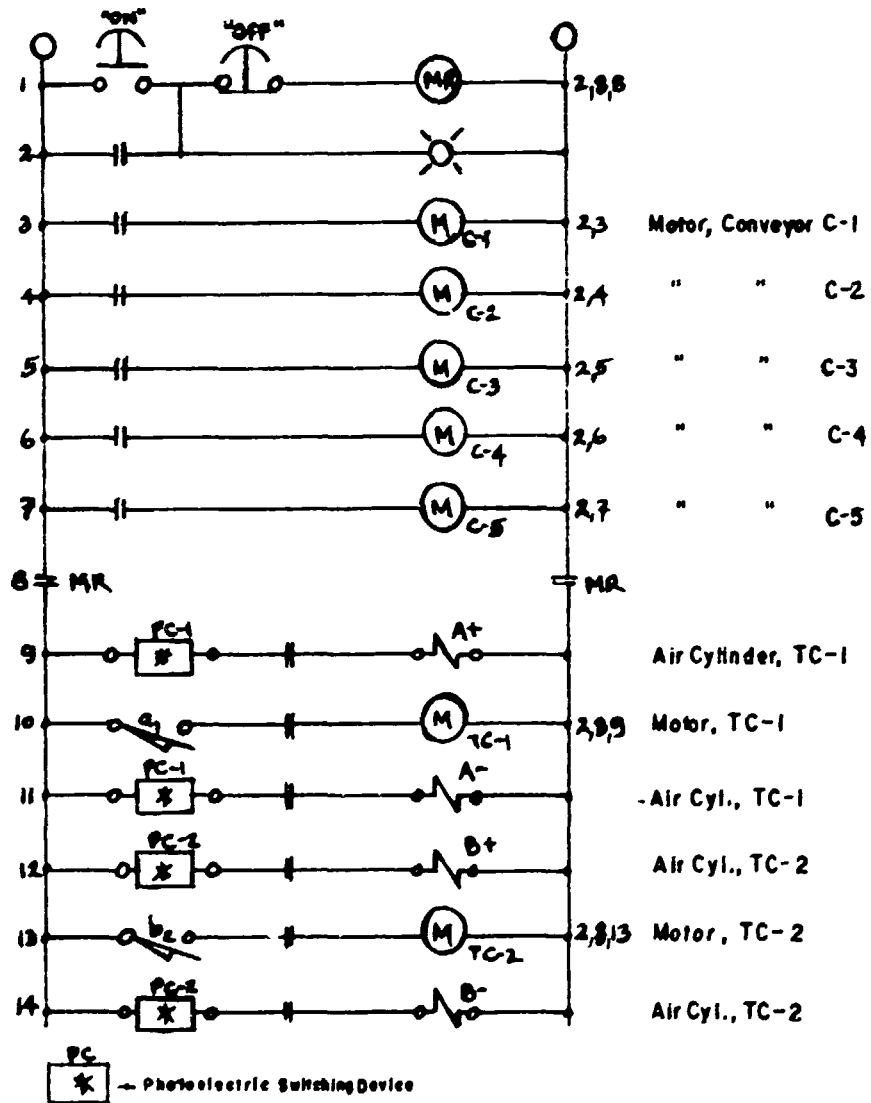 "ON" "OFF"
1 MR 2,8,8
2
3 M C-1 2,3 Motor, Conveyor C-1
4 M C-2 2,4 " " C-2
5 M C-3 2,5 " " C-3
6 M C-4 2,6 " " C-4
7 M C-5 2,7 " " C-5
8 MR MR
PC-1 A+
9 * Air Cylinder, TC-1
10 a1 M TC-1 2,8,9 Motor, TC-1
PC-1 A-
11 * Air Cyl., TC-1
PC-2 B+
12 * Air Cyl., TC-2
13 b2 M TC-2 2,8,13 Motor, TC-2
PC-2 B-
14 * Air Cyl., TC-2
PC
* Photoelectric Switching Device